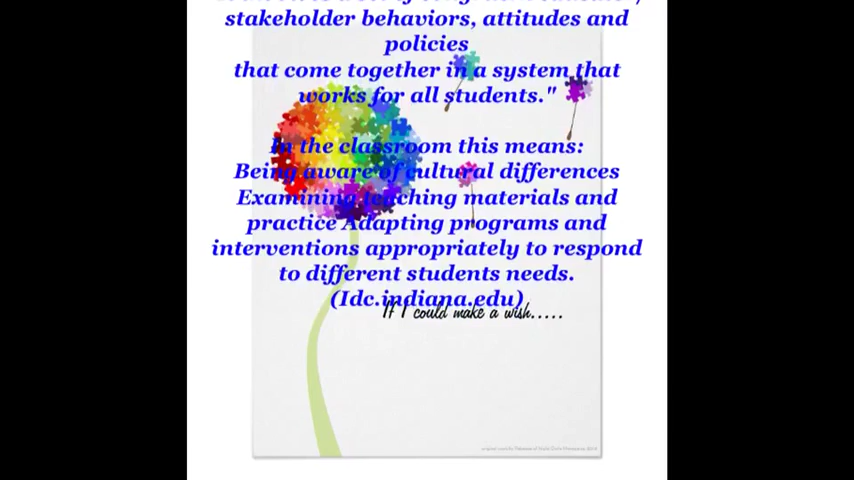 stakeholder behaviors, attitudes and
policies
that come together in a system that
works for all students."
In the classroom this means:
Being aware of cultural differences
Examining teaching materials and
practice Adapting programs and
interventions appropriately to respond
to different students needs.
(Idc.indiana.edu)
If I could make a wish.....